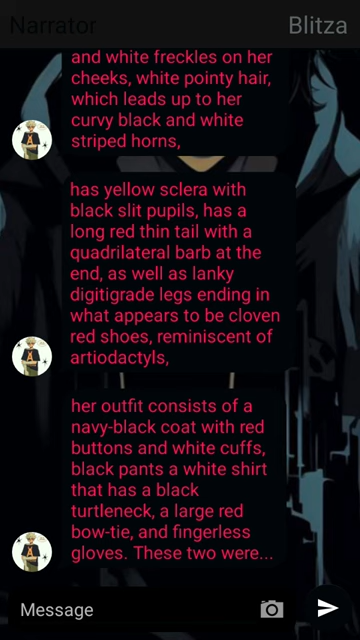 Narrator Blitza
and white freckles on her
cheeks, white pointy hair,
which leads up to her
curvy black and white
striped horns,
has yellow sclera with
black slit pupils, has a
long red thin tail with a
quadrilateral barb at the
end, as well as lanky
digitigrade legs ending in
what appears to be cloven
red shoes, reminiscent of
artiodactyls,
her outfit consists of a
navy-black coat with red
buttons and white cuffs,
black pants a white shirt
that has a black
turtleneck, a large red
bow-tie, and fingerless
gloves. These two were...
Message